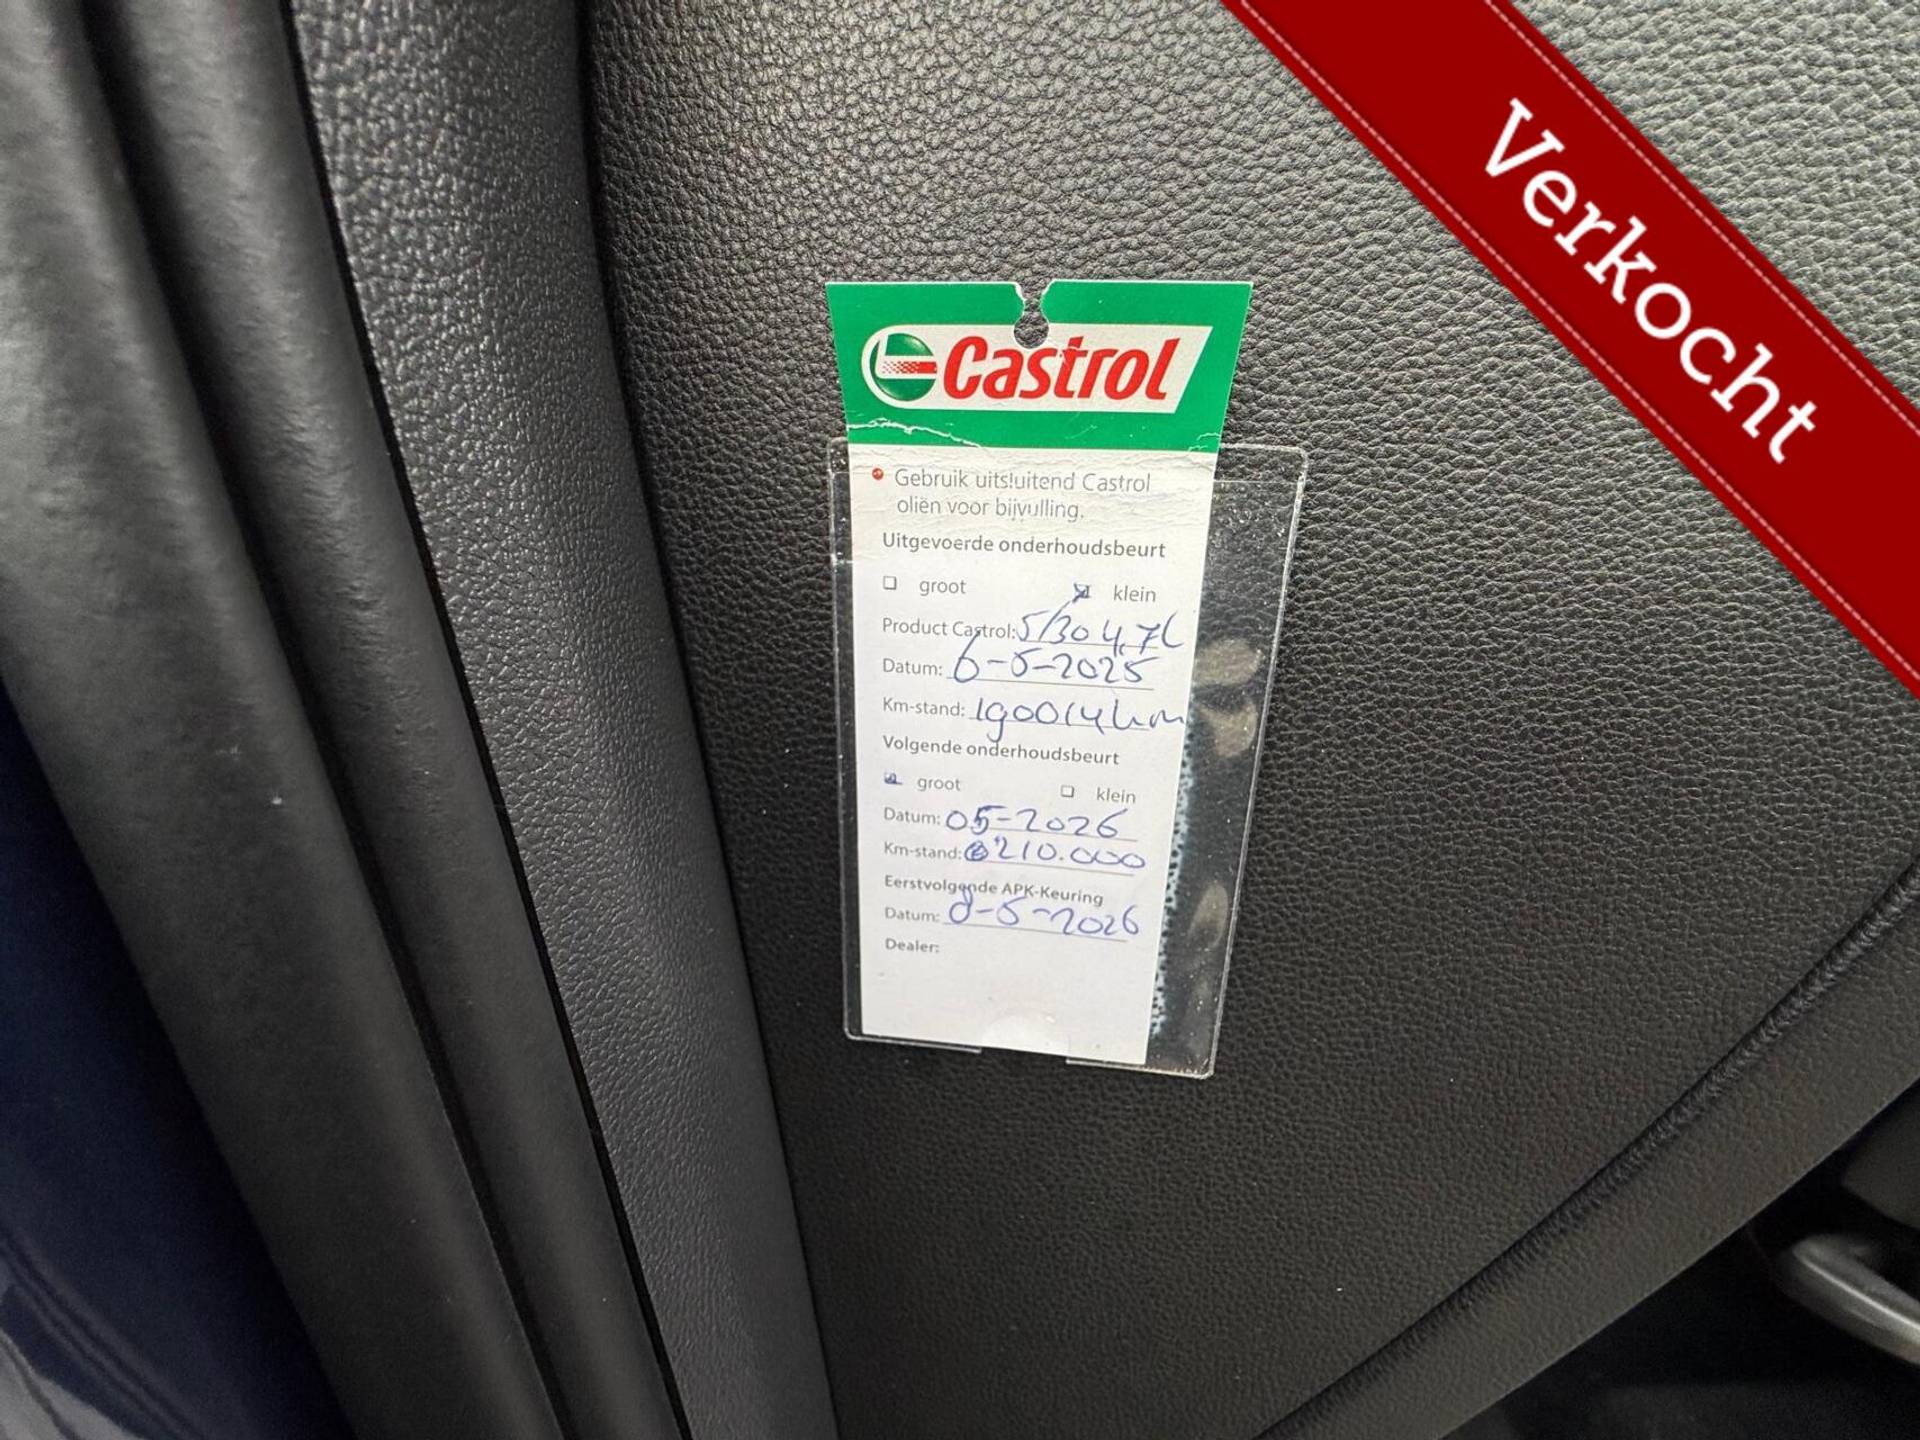 Verkocht
Castrol
Gebruik uitsluitend Castrol
oliën voor bijvulling.
Uitgevoerde onderhoudsbeurt
groot klein
Product Castrol: 5/30 4,7L
Datum: 6-5-2025
Km-stand: 190014km
Volgende onderhoudsbeurt
groot klein
Datum: 05-2026
Km-stand: 210.000
Eerstvolgende APK-Keuring
Datum: 8-5-2026
Dealer: